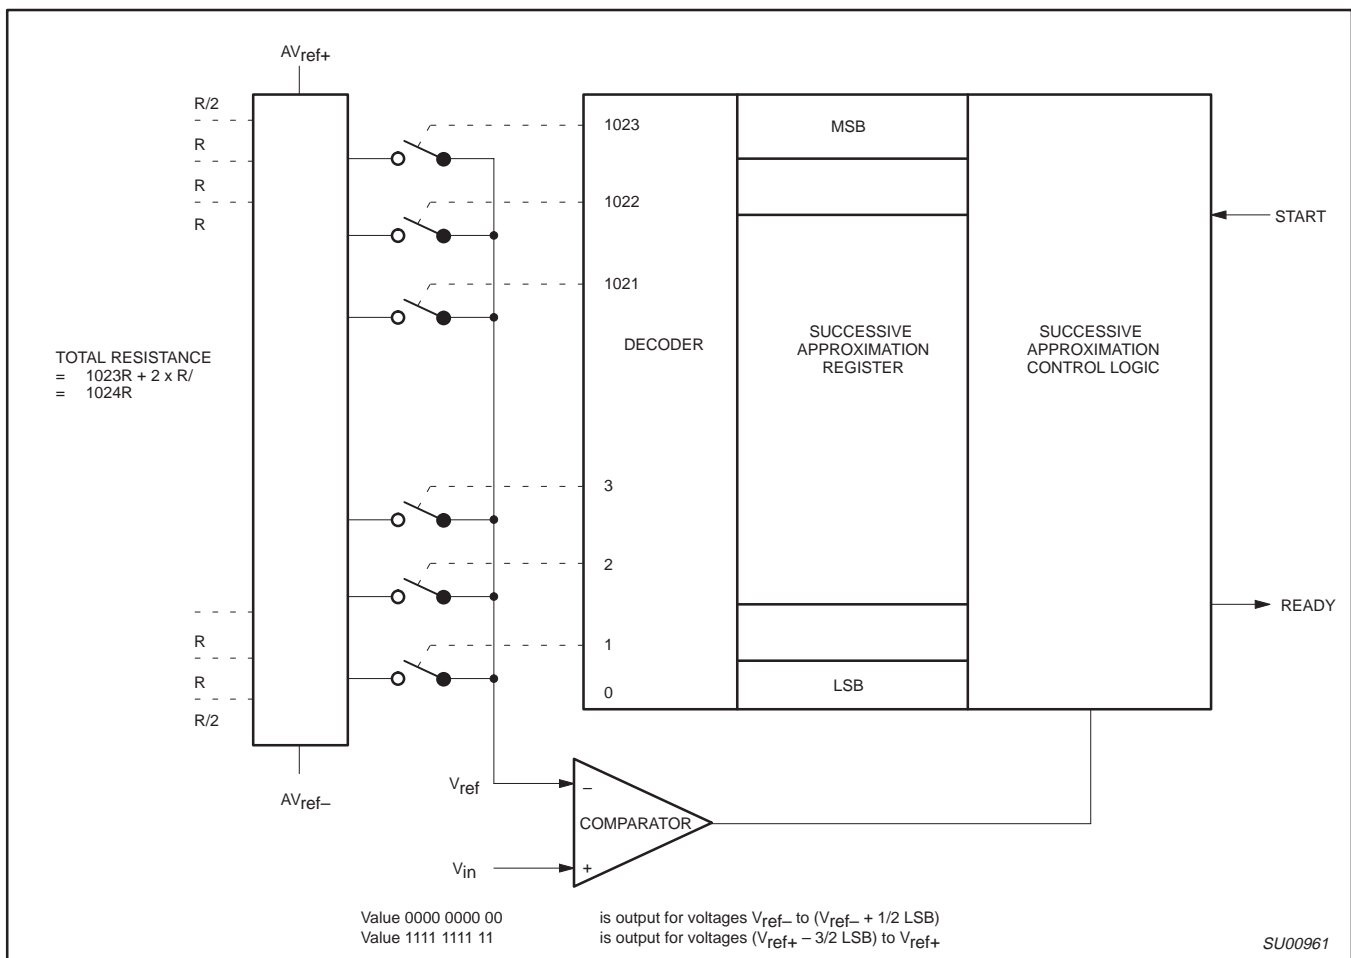 AVref+
R/2
R
R
R
1023
1022
1021
MSB
START
TOTAL RESISTANCE
= 1023R + 2 x R/
= 1024R
DECODER
SUCCESSIVE
APPROXIMATION
REGISTER
SUCCESSIVE
APPROXIMATION
CONTROL LOGIC
3
2
1
0
READY
R
R
R/2
LSB
AVref–
Vref
–
COMPARATOR
Vin
+
Value 0000 0000 00 is output for voltages Vref– to (Vref– + 1/2 LSB)
Value 1111 1111 11 is output for voltages (Vref+ – 3/2 LSB) to Vref+
SU00961